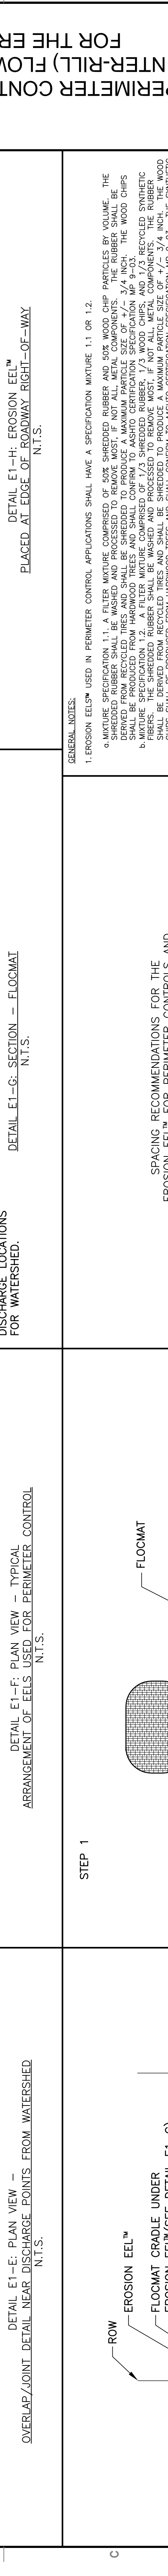 FOR THE ER
NTER-RILL) FLOW
PERIMETER CONT
DETAIL E1-H: EROSION EEL™
PLACED AT EDGE OF ROADWAY RIGHT-OF-WAY
N.T.S.
GENERAL NOTES:
1. EROSION EELS™ USED IN PERIMETER CONTROL APPLICATIONS SHALL HAVE A SPECIFICATION MIXTURE 1.1 OR 1.2.
a. MIXTURE SPECIFICATION 1.1: A FILTER MIXTURE COMPRISED OF 50% SHREDDED RUBBER AND 50% WOOD CHIP PARTICLES BY VOLUME. THE
SHREDDED RUBBER SHALL BE WASHED AND PROCESSED TO REMOVE MOST, IF NOT ALL, METAL COMPONENTS. THE RUBBER SHALL BE
DERIVED FROM RECYCLED TIRES AND SHALL BE SHREDDED TO PRODUCE A MAXIMUM PARTICLE SIZE OF +/- 3/4 INCH. THE WOOD CHIPS
SHALL BE PRODUCED FROM HARDWOOD TREES AND SHALL CONFIRM TO AASHTO CERTIFICATION SPECIFICATION MP 9-03.
b. MIXTURE SPECIFICATION 1.2: A FILTER MIXTURE COMPRISED OF 1/3 SHREDDED RUBBER, 1/3 WOOD CHIPS, AND 1/3 RECYCLED SYNTHETIC
FIBERS. THE SHREDDED RUBBER SHALL BE WASHED AND PROCESSED TO REMOVE MOST, IF NOT ALL, METAL COMPONENTS. THE RUBBER
SHALL BE DERIVED FROM RECYCLED TIRES AND SHALL BE SHREDDED TO PRODUCE A MAXIMUM PARTICLE SIZE OF +/- 3/4 INCH. THE WOOD
DETAIL E1-G: SECTION - FLOCMAT
N.T.S.
DISCHARGE LOCATIONS
FOR WATERSHED.
SPACING RECOMMENDATIONS FOR THE
EROSION EEL™ FOR PERIMETER CONTROLS AND
DETAIL E1-F: PLAN VIEW - TYPICAL
ARRANGEMENT OF EELS USED FOR PERIMETER CONTROL
N.T.S.
STEP 1
FLOCMAT
DETAIL E1-E: PLAN VIEW -
OVERLAP/JOINT DETAIL NEAR DISCHARGE POINTS FROM WATERSHED
N.T.S.
ROW
EROSION EEL™
FLOCMAT CRADLE UNDER
EROSION EEL™(SEE DETAIL E1-G)
C